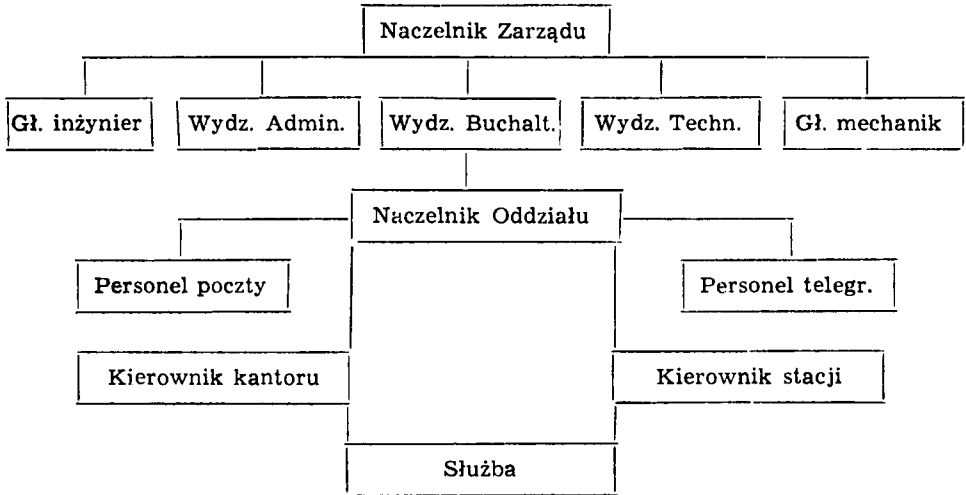 Naczelnik Zarządu
Gł. inżynier
Wydz. Admin.
Wydz. Buchalt.
Wydz. Techn.
Gł. mechanik
Naczelnik Oddziału
Personel poczty
Personel telegr.
Kierownik kantoru
Kierownik stacji
Służba